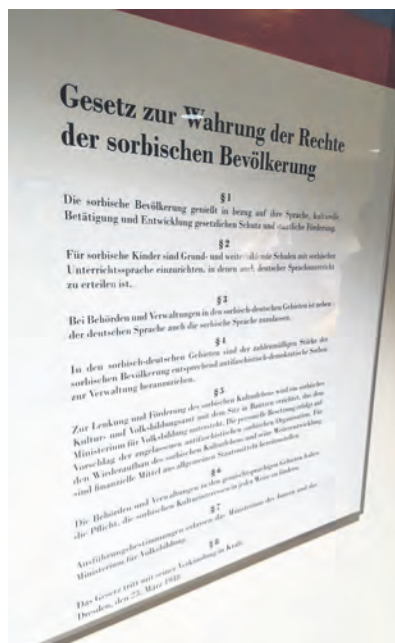 Gesetz zur Wahrung der Rechte
der sorbischen Bevölkerung
§ 1
Die sorbische Bevölkerung genießt in bezug auf ihre Sprache, kulturelle
Betätigung und Entwicklung gesetzlichen Schutz und staatliche Förderung.
§ 2
Für sorbische Kinder sind Grund- und weiterführende Schulen mit sorbischer
Unterrichtssprache einzurichten, in denen auch deutscher Sprachunterricht
zu erteilen ist.
§ 3
Bei Behörden und Verwaltungen in den sorbisch-deutschen Gebieten ist neben
der deutschen Sprache auch die sorbische Sprache zuzulassen.
§ 4
In den sorbisch-deutschen Gebieten sind der zahlenmäßigen Stärke der
sorbischen Bevölkerung entsprechend antifaschistisch-demokratische Sorben
zur Verwaltung heranzuziehen.
§ 5
Zur Lenkung und Förderung des sorbischen Kulturlebens wird ein sorbisches
Kultur- und Volksbildungsamt mit dem Sitz in Bautzen errichtet, das dem
Ministerium für Volksbildung untersteht. Die personelle Besetzung erfolgt auf
Vorschlag der zugelassenen antifaschistischen sorbischen Organisation. Für
den Wiederaufbau des sorbischen Kulturlebens und seine Weiterentwicklung
sind finanzielle Mittel aus allgemeinen Staatsmitteln bereitzustellen.
§ 6
Die Behörden und Verwaltungen in den gemischtsprachigen Gebieten haben
die Pflicht, die sorbischen Kulturinteressen in jeder Weise zu fördern.
§ 7
Ausführungsbestimmungen erlassen das Ministerium des Innern und das
Ministerium für Volksbildung.
§ 8
Das Gesetz tritt mit seiner Verkündung in Kraft.
Dresden, den 23. März 1948